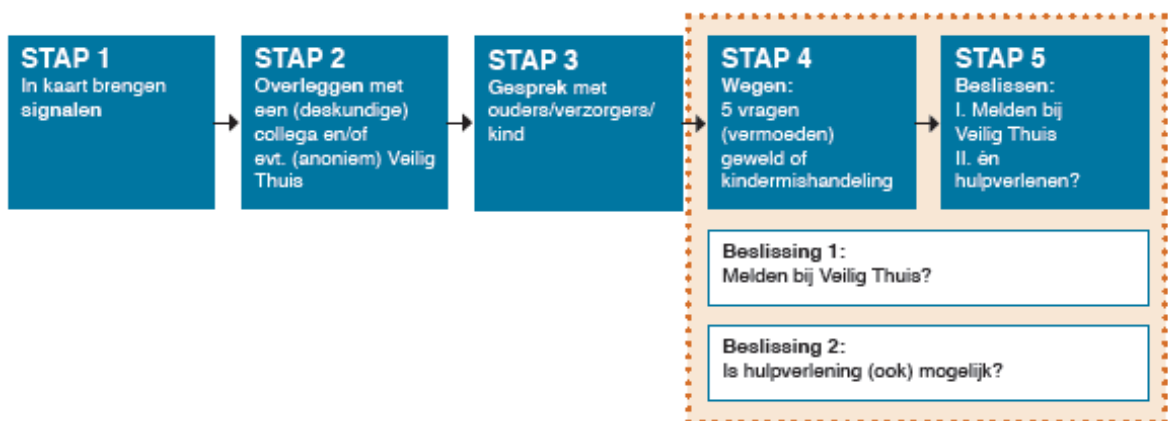 STAP 1
In kaart brengen
signalen
STAP 2
Overleggen met
een (deskundige)
collega en/of
evt. (anoniem) Veilig
Thuis
STAP 3
Gesprek met
ouders/verzorgers/
kind
STAP 4
Wegen:
5 vragen
(vermoeden)
geweld of
kindermishandeling
STAP 5
Beslissen:
I. Melden bij
Veilig Thuis
II. én
hulpverlenen?
Beslissing 1:
Melden bij Veilig Thuis?
Beslissing 2:
Is hulpverlening (ook) mogelijk?